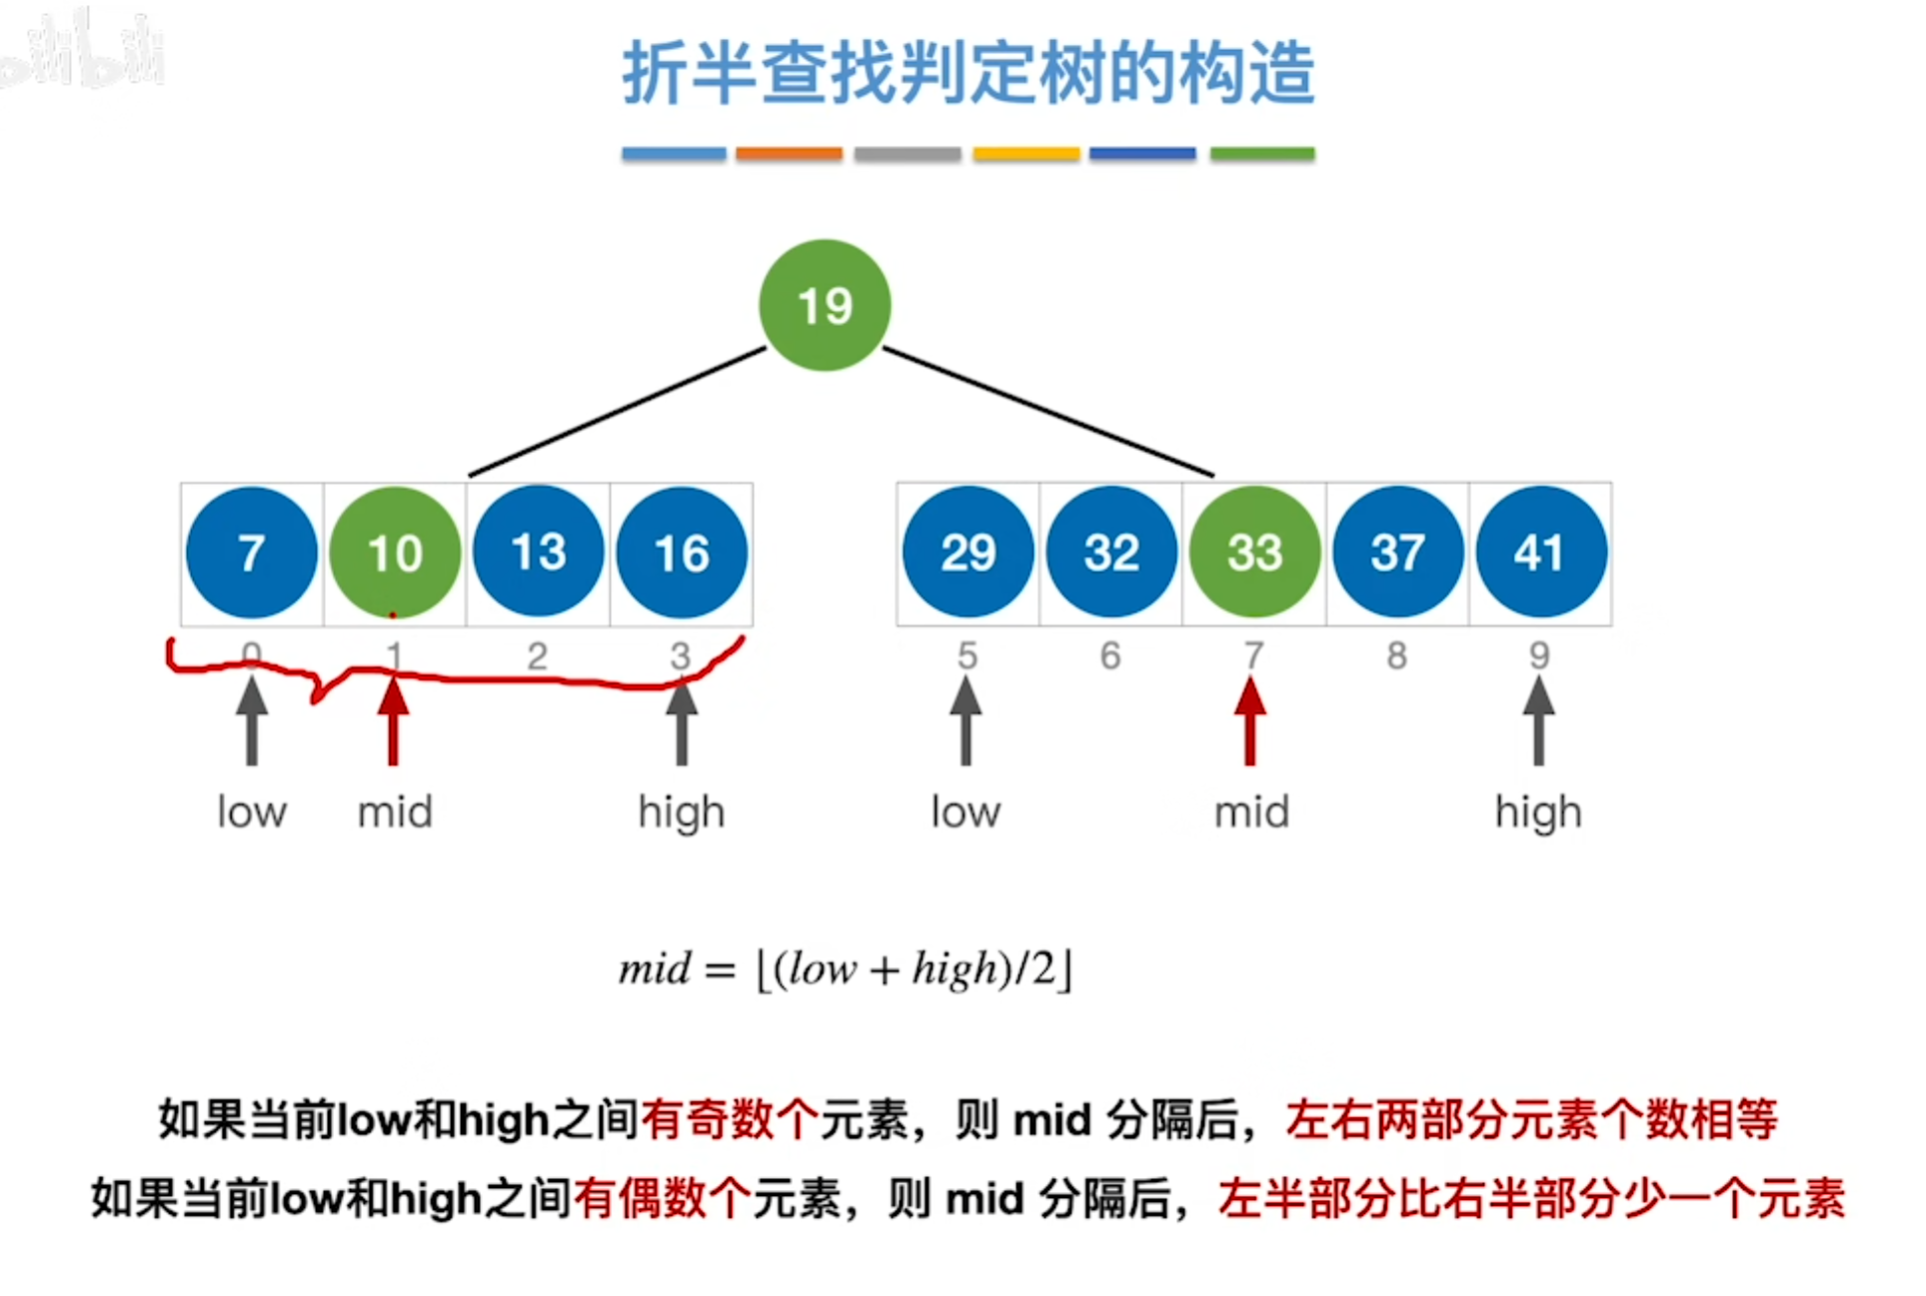 bilibili
折半查找判定树的构造
19
7 10 13 16 29 32 33 37 41
0 1 2 3 5 6 7 8 9
low mid high low mid high
mid = ⌊(low + high)/2⌋
如果当前low和high之间有奇数个元素，则 mid 分隔后，左右两部分元素个数相等
如果当前low和high之间有偶数个元素，则 mid 分隔后，左半部分比右半部分少一个元素